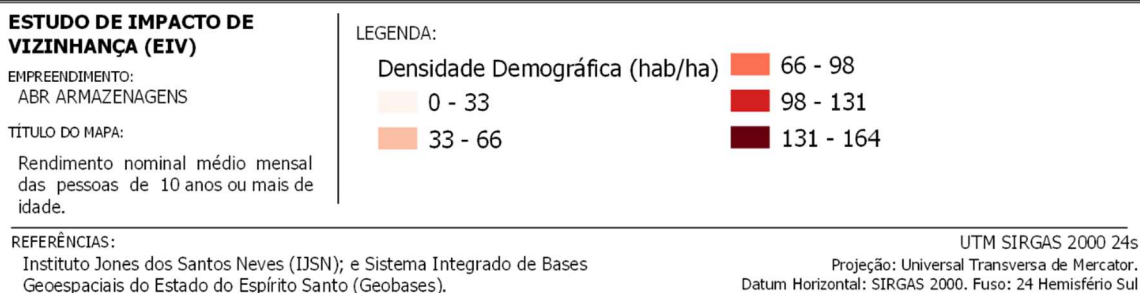 ESTUDO DE IMPACTO DE
VIZINHANÇA (EIV)
EMPREENDIMENTO:
ABR ARMAZENAGENS
TÍTULO DO MAPA:
Rendimento nominal médio mensal
das pessoas de 10 anos ou mais de
idade.
LEGENDA:
Densidade Demográfica (hab/ha)
0 - 33
33 - 66
66 - 98
98 - 131
131 - 164
REFERÊNCIAS:
Instituto Jones dos Santos Neves (IJSN); e Sistema Integrado de Bases
Geoespaciais do Estado do Espírito Santo (Geobases).
UTM SIRGAS 2000 24s
Projeção: Universal Transversa de Mercator.
Datum Horizontal: SIRGAS 2000. Fuso: 24 Hemisfério Sul